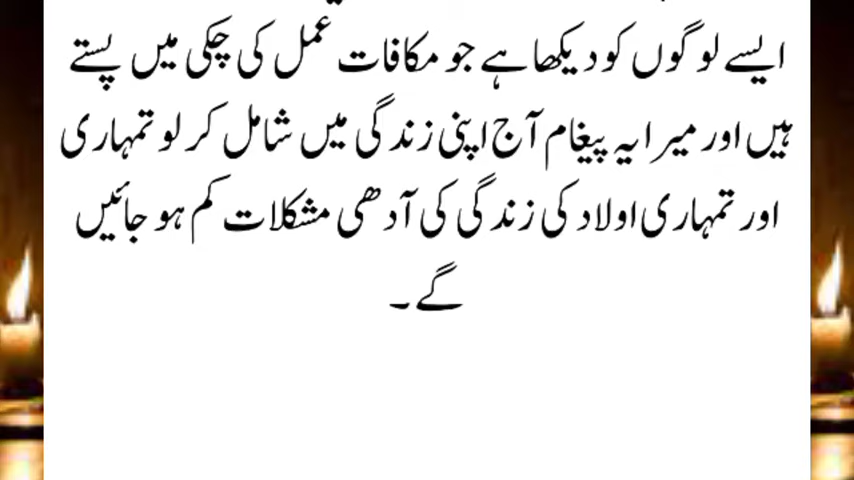 ایسے لوگوں کو دیکھا ہے جو مکافات عمل کی چکی میں پستے
ہیں اور میرا یہ پیغام آج اپنی زندگی میں شامل کر لو تمہاری
اور تمہاری اولاد کی زندگی کی آدھی مشکلات کم ہو جائیں
گے۔